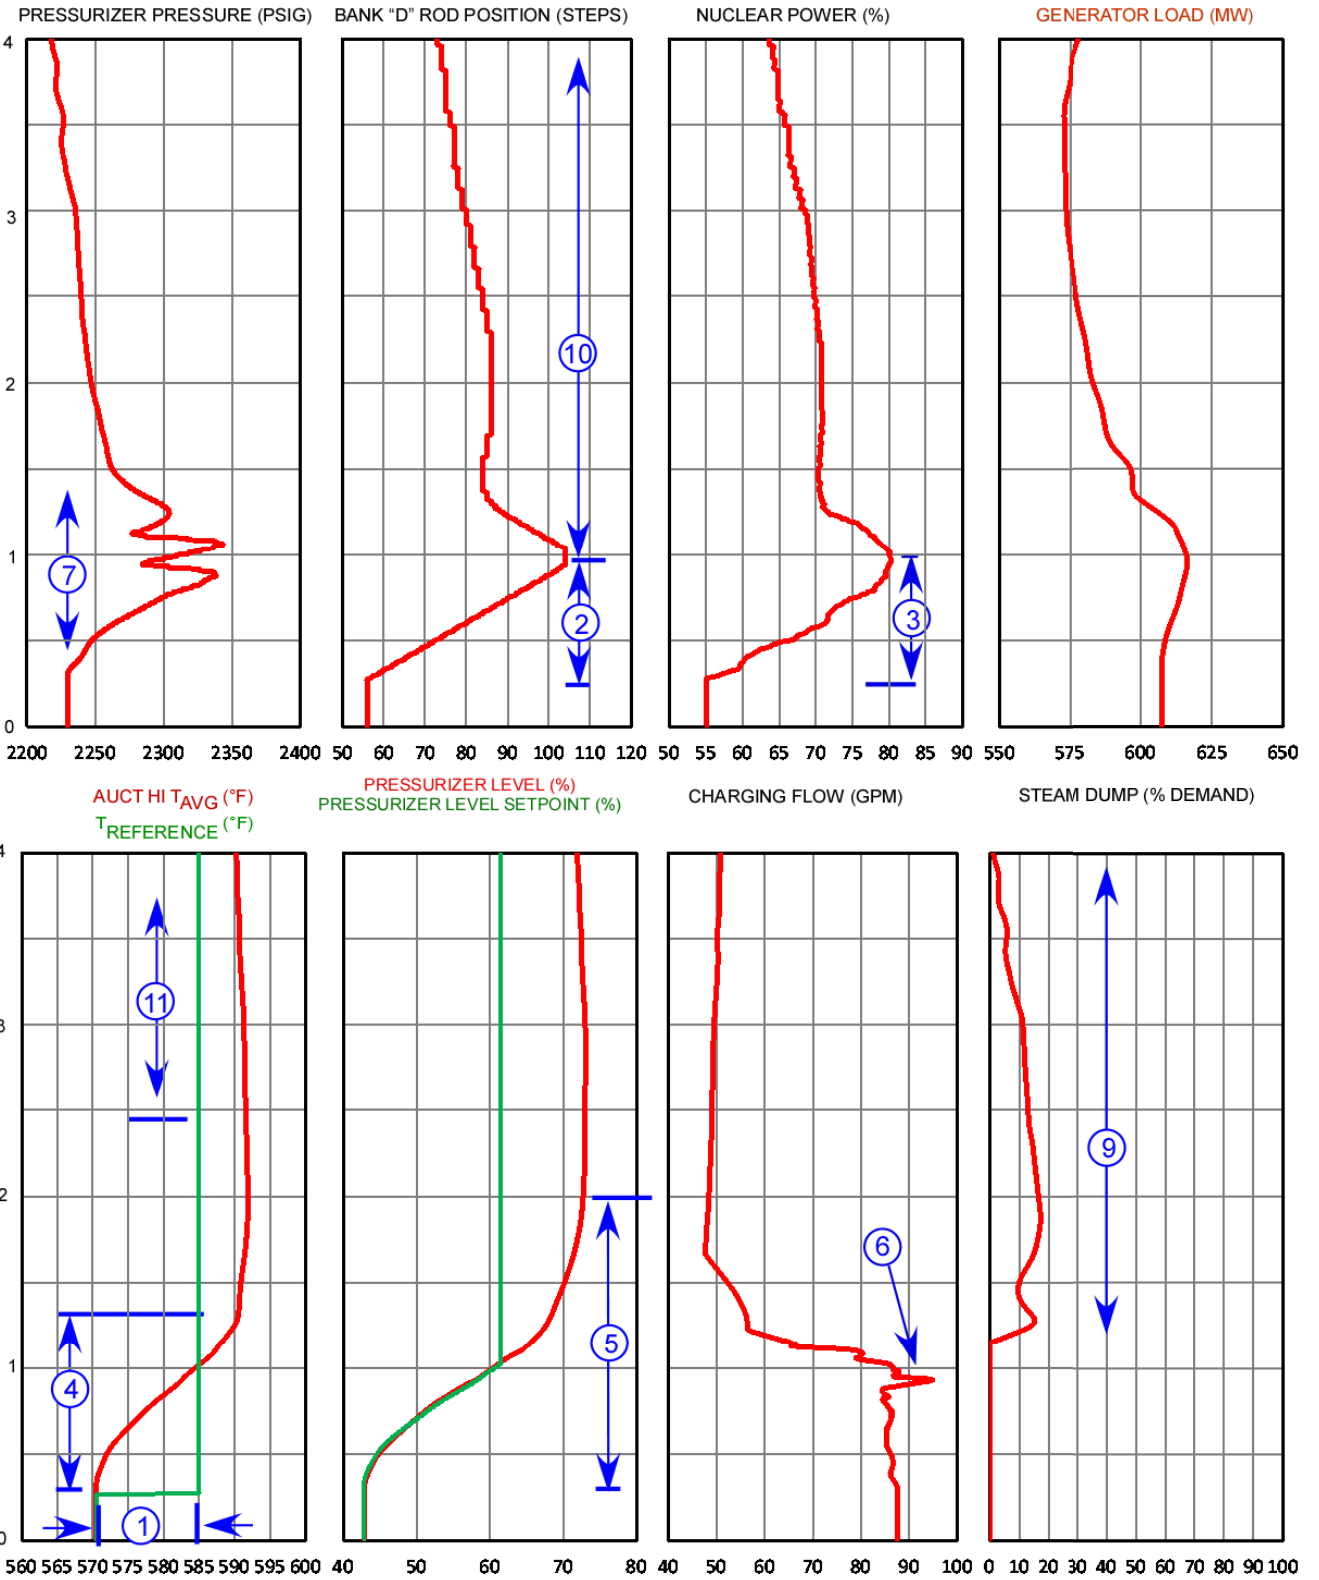 PRESSURIZER PRESSURE (PSIG)
BANK “D” ROD POSITION (STEPS)
NUCLEAR POWER (%)
GENERATOR LOAD (MW)
4
3
2
1
0
7
10
2
3
2200 2250 2300 2350 2400
50 60 70 80 90 100 110 120
50 55 60 65 70 75 80 85 90
550 575 600 625 650
AUCT HI TAVG (°F)
TREFERENCE (°F)
PRESSURIZER LEVEL (%)
PRESSURIZER LEVEL SETPOINT (%)
CHARGING FLOW (GPM)
STEAM DUMP (% DEMAND)
4
3
2
1
0
11
4
1
5
6
9
560 565 570 575 580 585 590 595 600
40 50 60 70 80
40 50 60 70 80 90 100
0 10 20 30 40 50 60 70 80 90 100